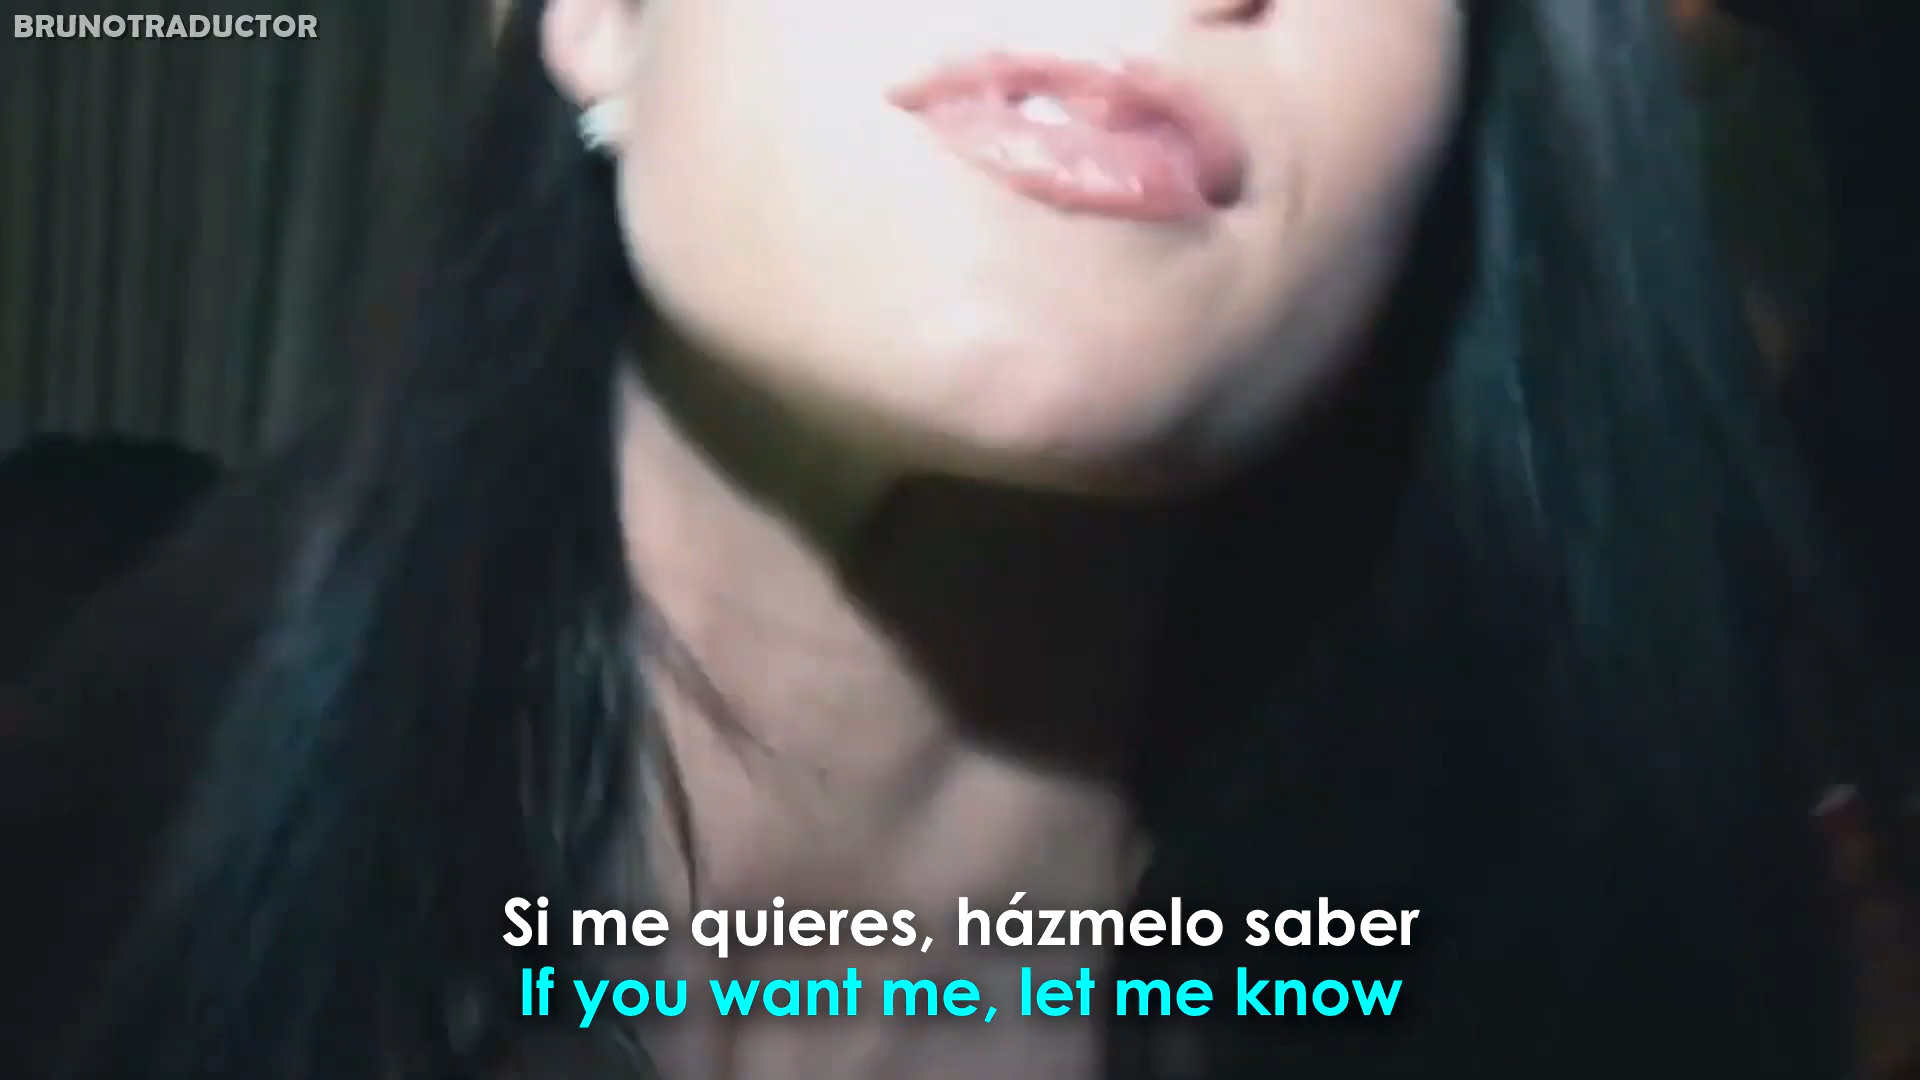 BRUNOTRADUCTOR
Si me quieres, házmelo saber
If you want me, let me know